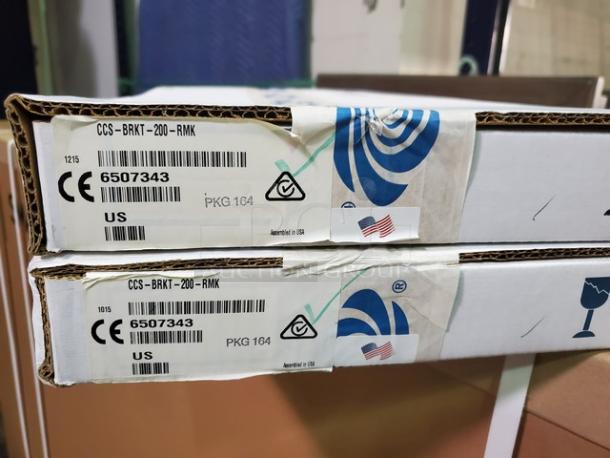 CCS-BRKT-200-RMK
1215
6507343
PKG 164
US
Assembled in USA
CCS-BRKT-200-RMK
1015
6507343
PKG 164
US
Assembled in USA